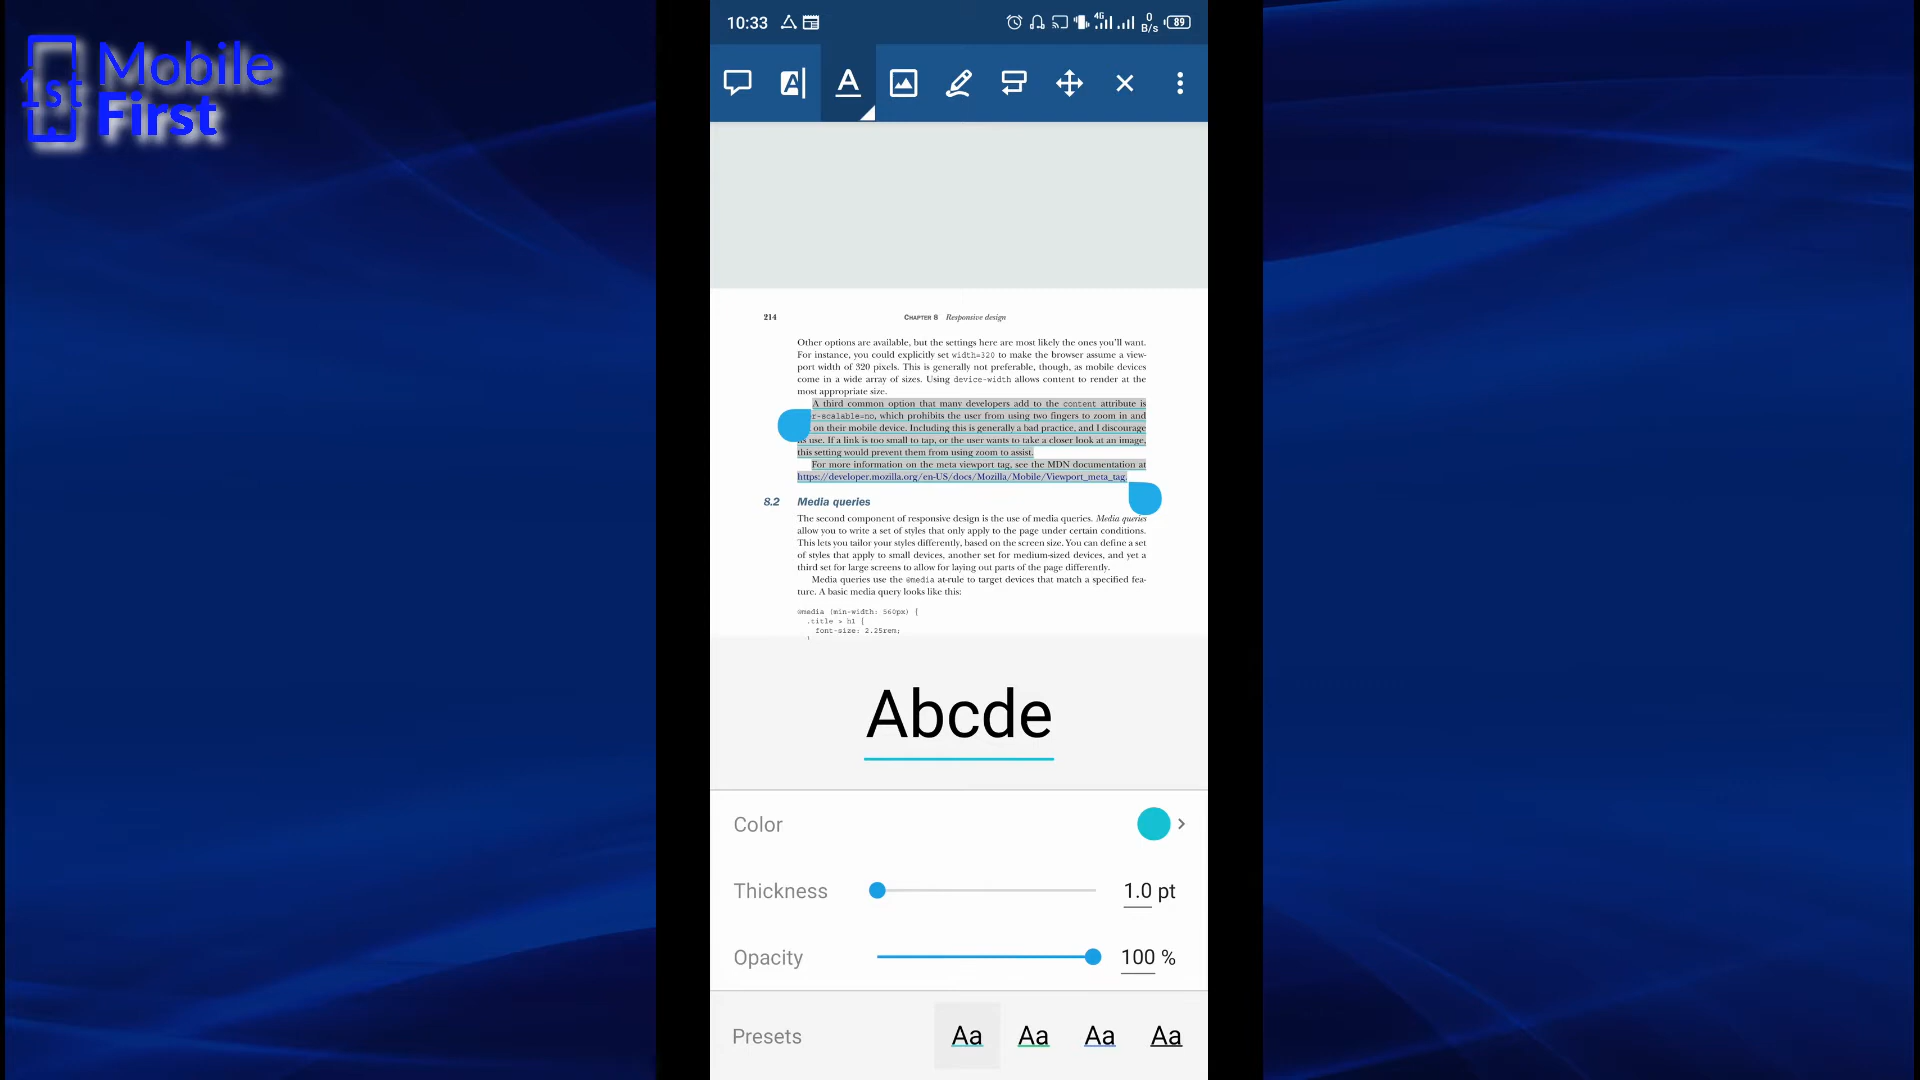 1st Mobile
First
10:33
4G 0 B/s 89
A A
214 CHAPTER 8 Responsive design
Other options are available, but the settings here are most likely the ones you'll want.
For instance, you could explicitly set width=320 to make the browser assume a view-
port width of 320 pixels. This is generally not preferable, though, as mobile devices
come in a wide array of sizes. Using device-width allows content to render at the
most appropriate size.
A third common option that many developers add to the content attribute is
r-scalable=no, which prohibits the user from using two fingers to zoom in and
on their mobile device. Including this is generally a bad practice, and I discourage
its use. If a link is too small to tap, or the user wants to take a closer look at an image,
this setting would prevent them from using zoom to assist.
For more information on the meta viewport tag, see the MDN documentation at
https://developer.mozilla.org/en-US/docs/Mozilla/Mobile/Viewport_meta_tag.
8.2 Media queries
The second component of responsive design is the use of media queries. Media queries
allow you to write a set of styles that only apply to the page under certain conditions.
This lets you tailor your styles differently, based on the screen size. You can define a set
of styles that apply to small devices, another set for medium-sized devices, and yet a
third set for large screens to allow for laying out parts of the page differently.
Media queries use the @media at-rule to target devices that match a specified fea-
ture. A basic media query looks like this:
@media (min-width: 560px) {
.title > h1 {
font-size: 2.25rem;
Abcde
Color
Thickness 1.0 pt
Opacity 100 %
Presets Aa Aa Aa Aa